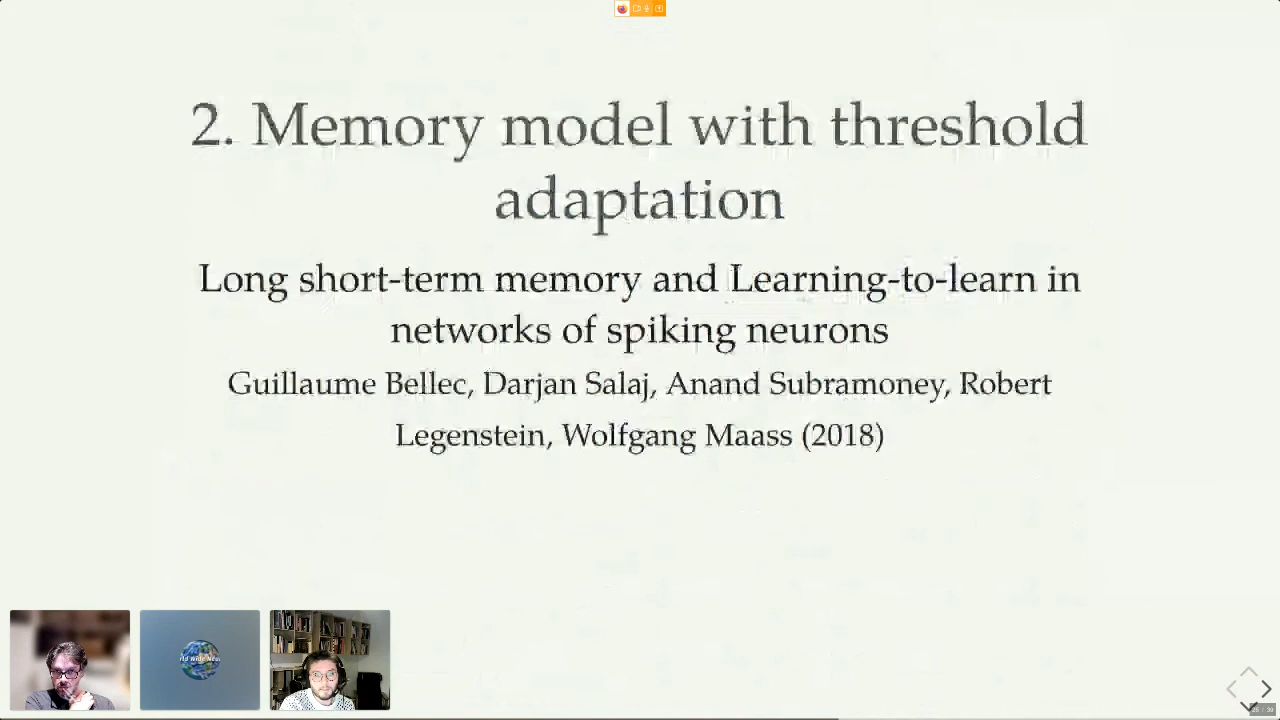 2. Memory model with threshold
adaptation
Long short-term memory and Learning-to-learn in
networks of spiking neurons
Guillaume Bellec, Darjan Salaj, Anand Subramoney, Robert
Legenstein, Wolfgang Maass (2018)